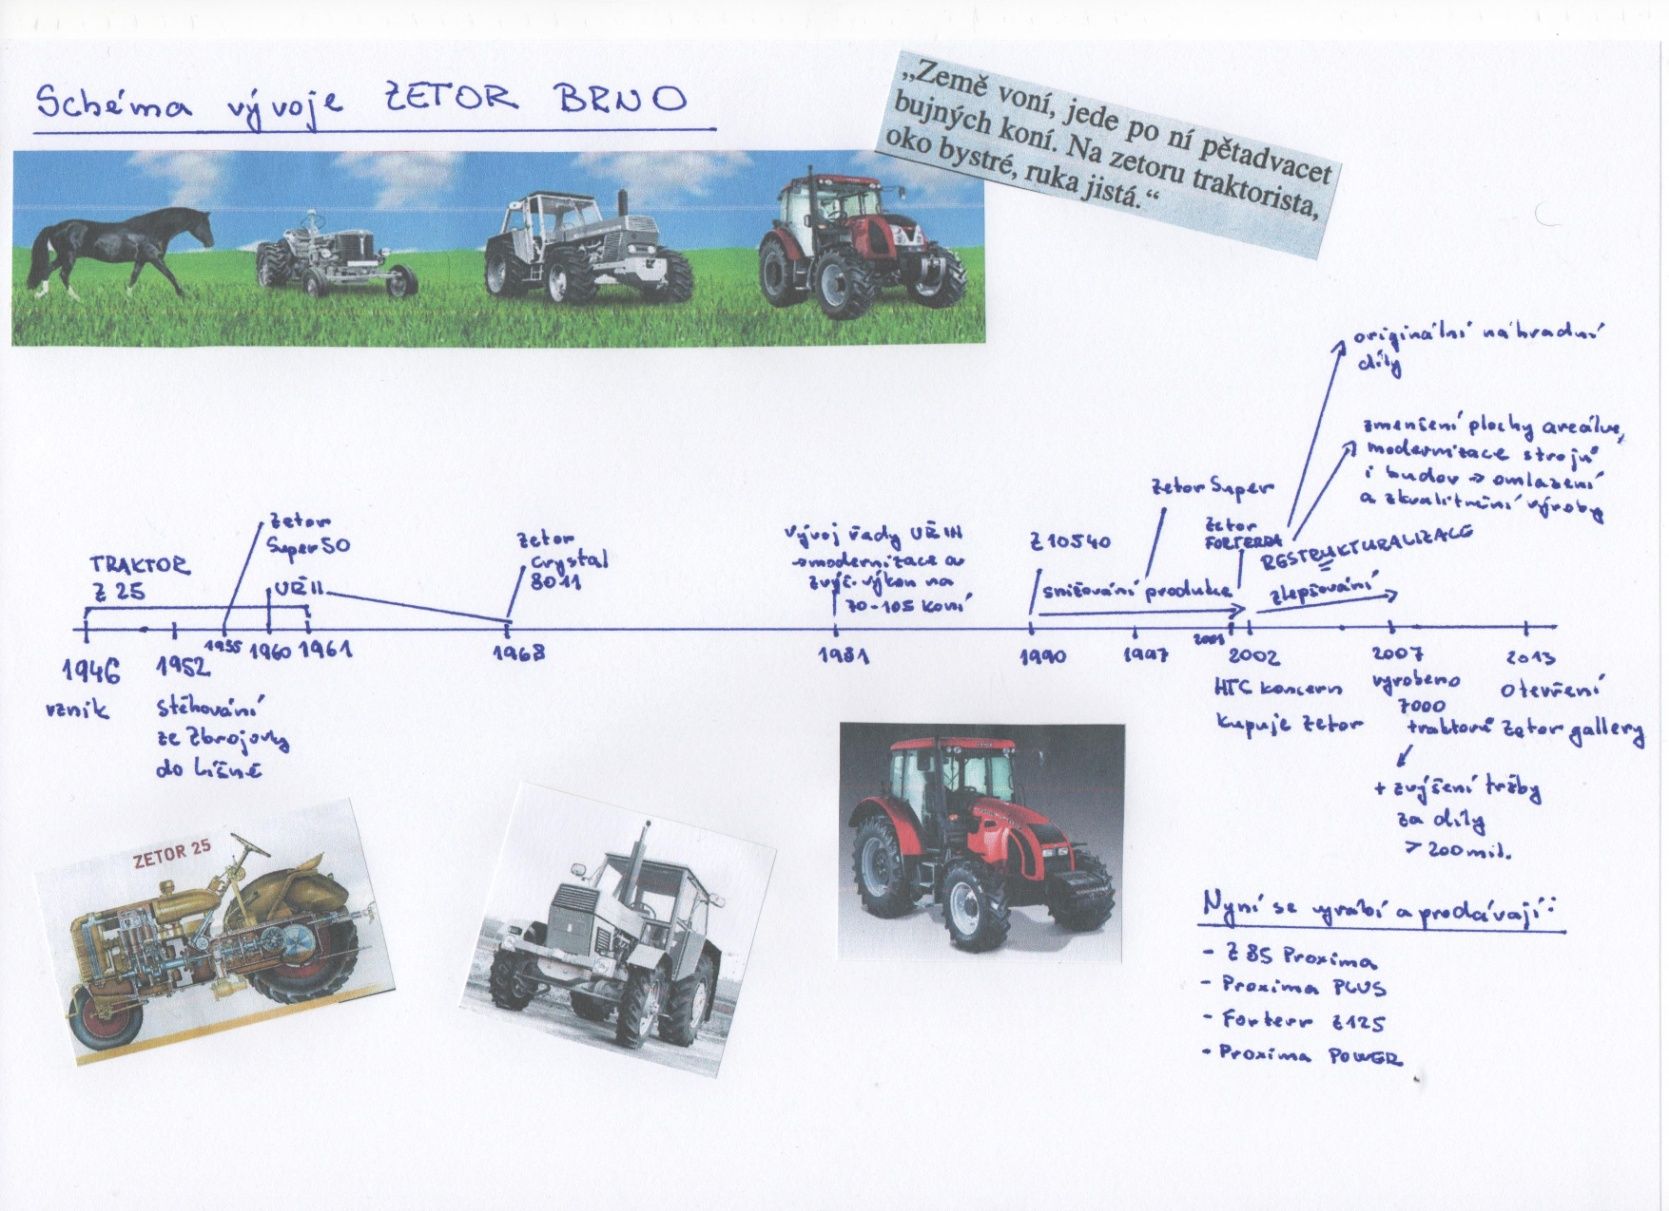 Schéma vývoje ZETOR BRNO
„Země voní, jede po ní pětadvacet
bujných koní. Na zetoru traktorista,
oko bystré, ruka jistá.“
originální náhradní
díly
zmenšení plochy areálu,
modernizace strojů
i budov → omlazení
a zkvalitnění výroby
RESTRUKTURALIZACE
zlepšování
TRAKTOR
Z 25
Zetor
Super 50
UŘ II
Zetor
Crystal
8011
Vývoj řady UŘ IN
→modernizace a
zvýš. výkon na
70-105 koní
Z 10540
snižování produkce
Zetor Super
Zetor
FORTERRA
1946
vznik
1952
stěhování
ze Zbrojovky
do Líšně
1955
1960
1961
1968
1981
1990
1997
2001
2002
HTC koncern
kupuje Zetor
2007
vyrobeno
7000
traktorů
+ zvýšení tržby
za díly
> 200 mil.
2013
Otevření
Zetor gallery
ZETOR 25
Nyní se vyrábí a prodávají:
- Z 85 Proxima
- Proxima PLUS
- Forterr Z125
- Proxima POWER